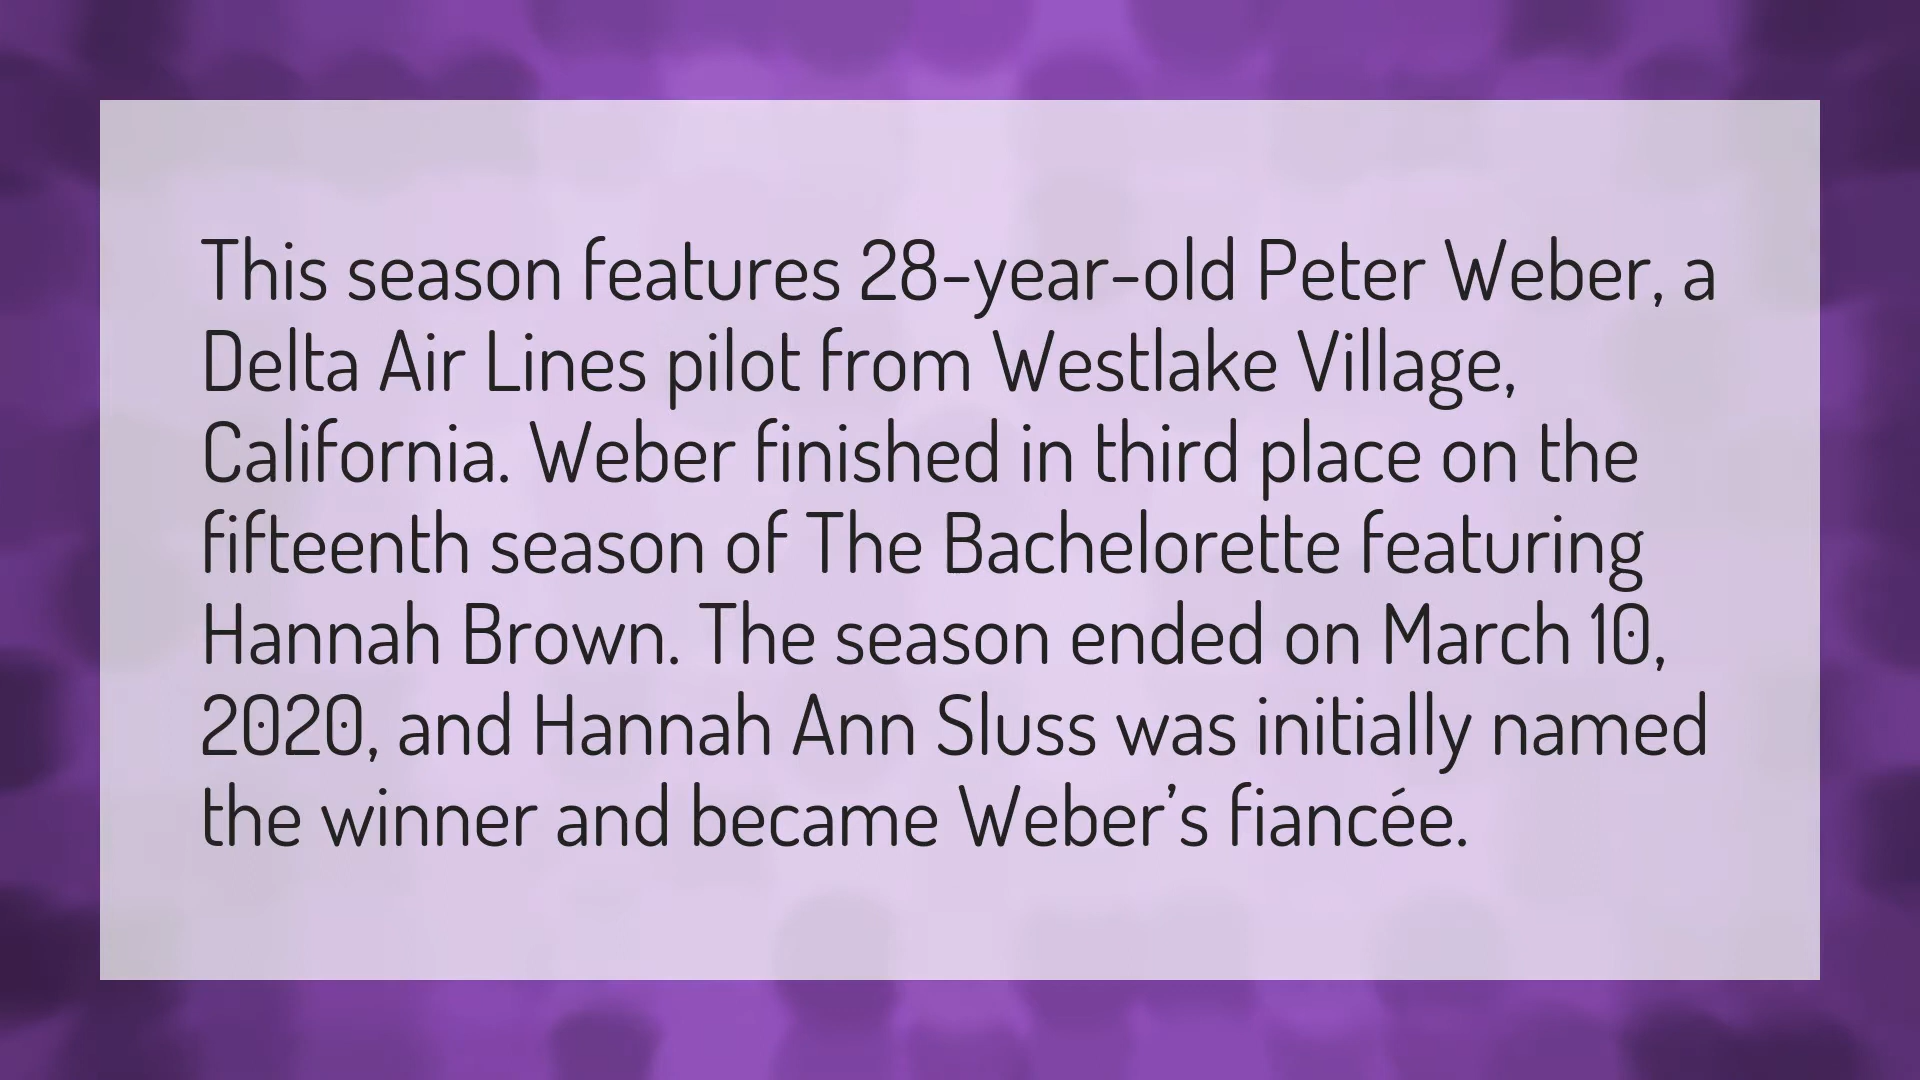 This season features 28-year-old Peter Weber, a
Delta Air Lines pilot from Westlake Village,
California. Weber finished in third place on the
fifteenth season of The Bachelorette featuring
Hannah Brown. The season ended on March 10,
2020, and Hannah Ann Sluss was initially named
the winner and became Weber’s fiancée.